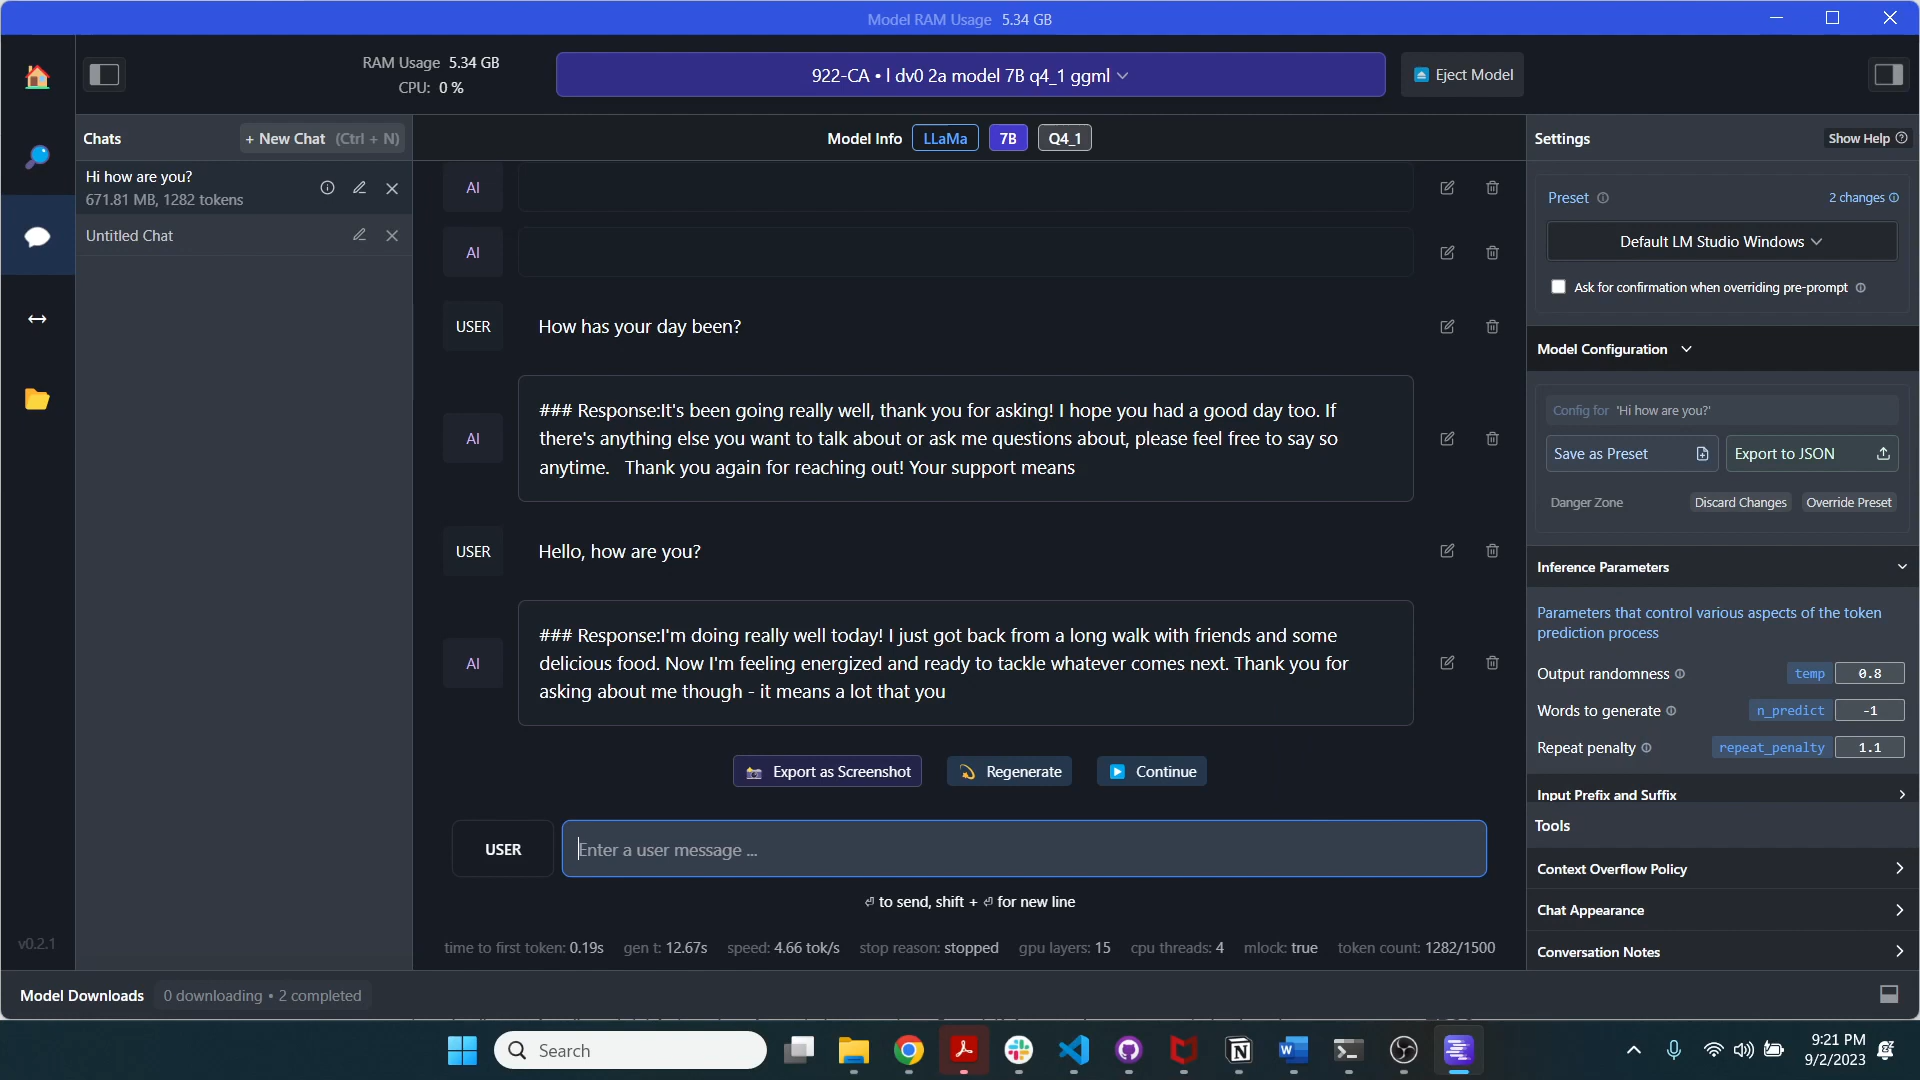 Model RAM Usage 5.34 GB
RAM Usage 5.34 GB
CPU: 0 %
922-CA • l dv0 2a model 7B q4_1 ggml
Eject Model
Chats
+ New Chat (Ctrl + N)
Model Info LLaMa 7B Q4_1
Settings
Show Help
Hi how are you?
671.81 MB, 1282 tokens
Untitled Chat
v0.2.1
AI
AI
USER
How has your day been?
AI
### Response:It's been going really well, thank you for asking! I hope you had a good day too. If
there's anything else you want to talk about or ask me questions about, please feel free to say so
anytime.   Thank you again for reaching out! Your support means
USER
Hello, how are you?
AI
### Response:I'm doing really well today! I just got back from a long walk with friends and some
delicious food. Now I'm feeling energized and ready to tackle whatever comes next. Thank you for
asking about me though - it means a lot that you
Export as Screenshot
Regenerate
Continue
USER
Enter a user message ...
⏎ to send, shift + ⏎ for new line
time to first token: 0.19s gen t: 12.67s speed: 4.66 tok/s stop reason: stopped gpu layers: 15 cpu threads: 4 mlock: true token count: 1282/1500
Preset
2 changes
Default LM Studio Windows
Ask for confirmation when overriding pre-prompt
Model Configuration
Config for 'Hi how are you?'
Save as Preset
Export to JSON
Danger Zone
Discard Changes
Override Preset
Inference Parameters
Parameters that control various aspects of the token
prediction process
Output randomness temp 0.8
Words to generate n_predict -1
Repeat penalty repeat_penalty 1.1
Input Prefix and Suffix
Tools
Context Overflow Policy
Chat Appearance
Conversation Notes
Model Downloads 0 downloading • 2 completed
Search
9:21 PM
9/2/2023